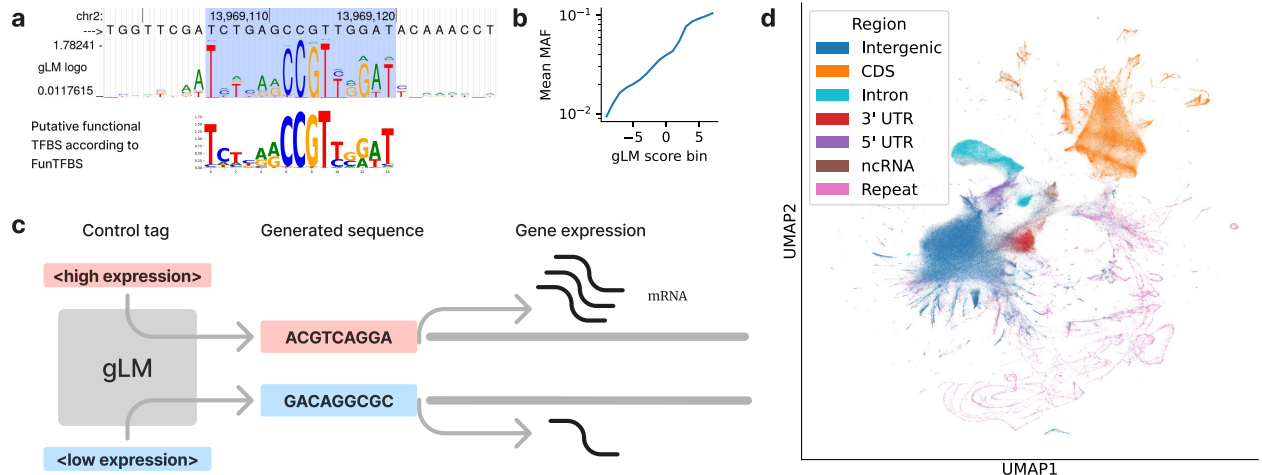 a
chr2:
13,969,110
13,969,120
--->
T G G T T C G A T C T G A G C C G T T G G A T A C A A A C C T
1.78241
gLM logo
0.0117615
Putative functional
TFBS according to
FunTFBS
b
Mean MAF
10⁻¹
10⁻²
−5 0 5
gLM score bin
c
Control tag
Generated sequence
Gene expression
<high expression>
mRNA
ACGTCAGGA
gLM
GACAGGCGC
<low expression>
d
Region
Intergenic
CDS
Intron
3' UTR
5' UTR
ncRNA
Repeat
UMAP2
UMAP1